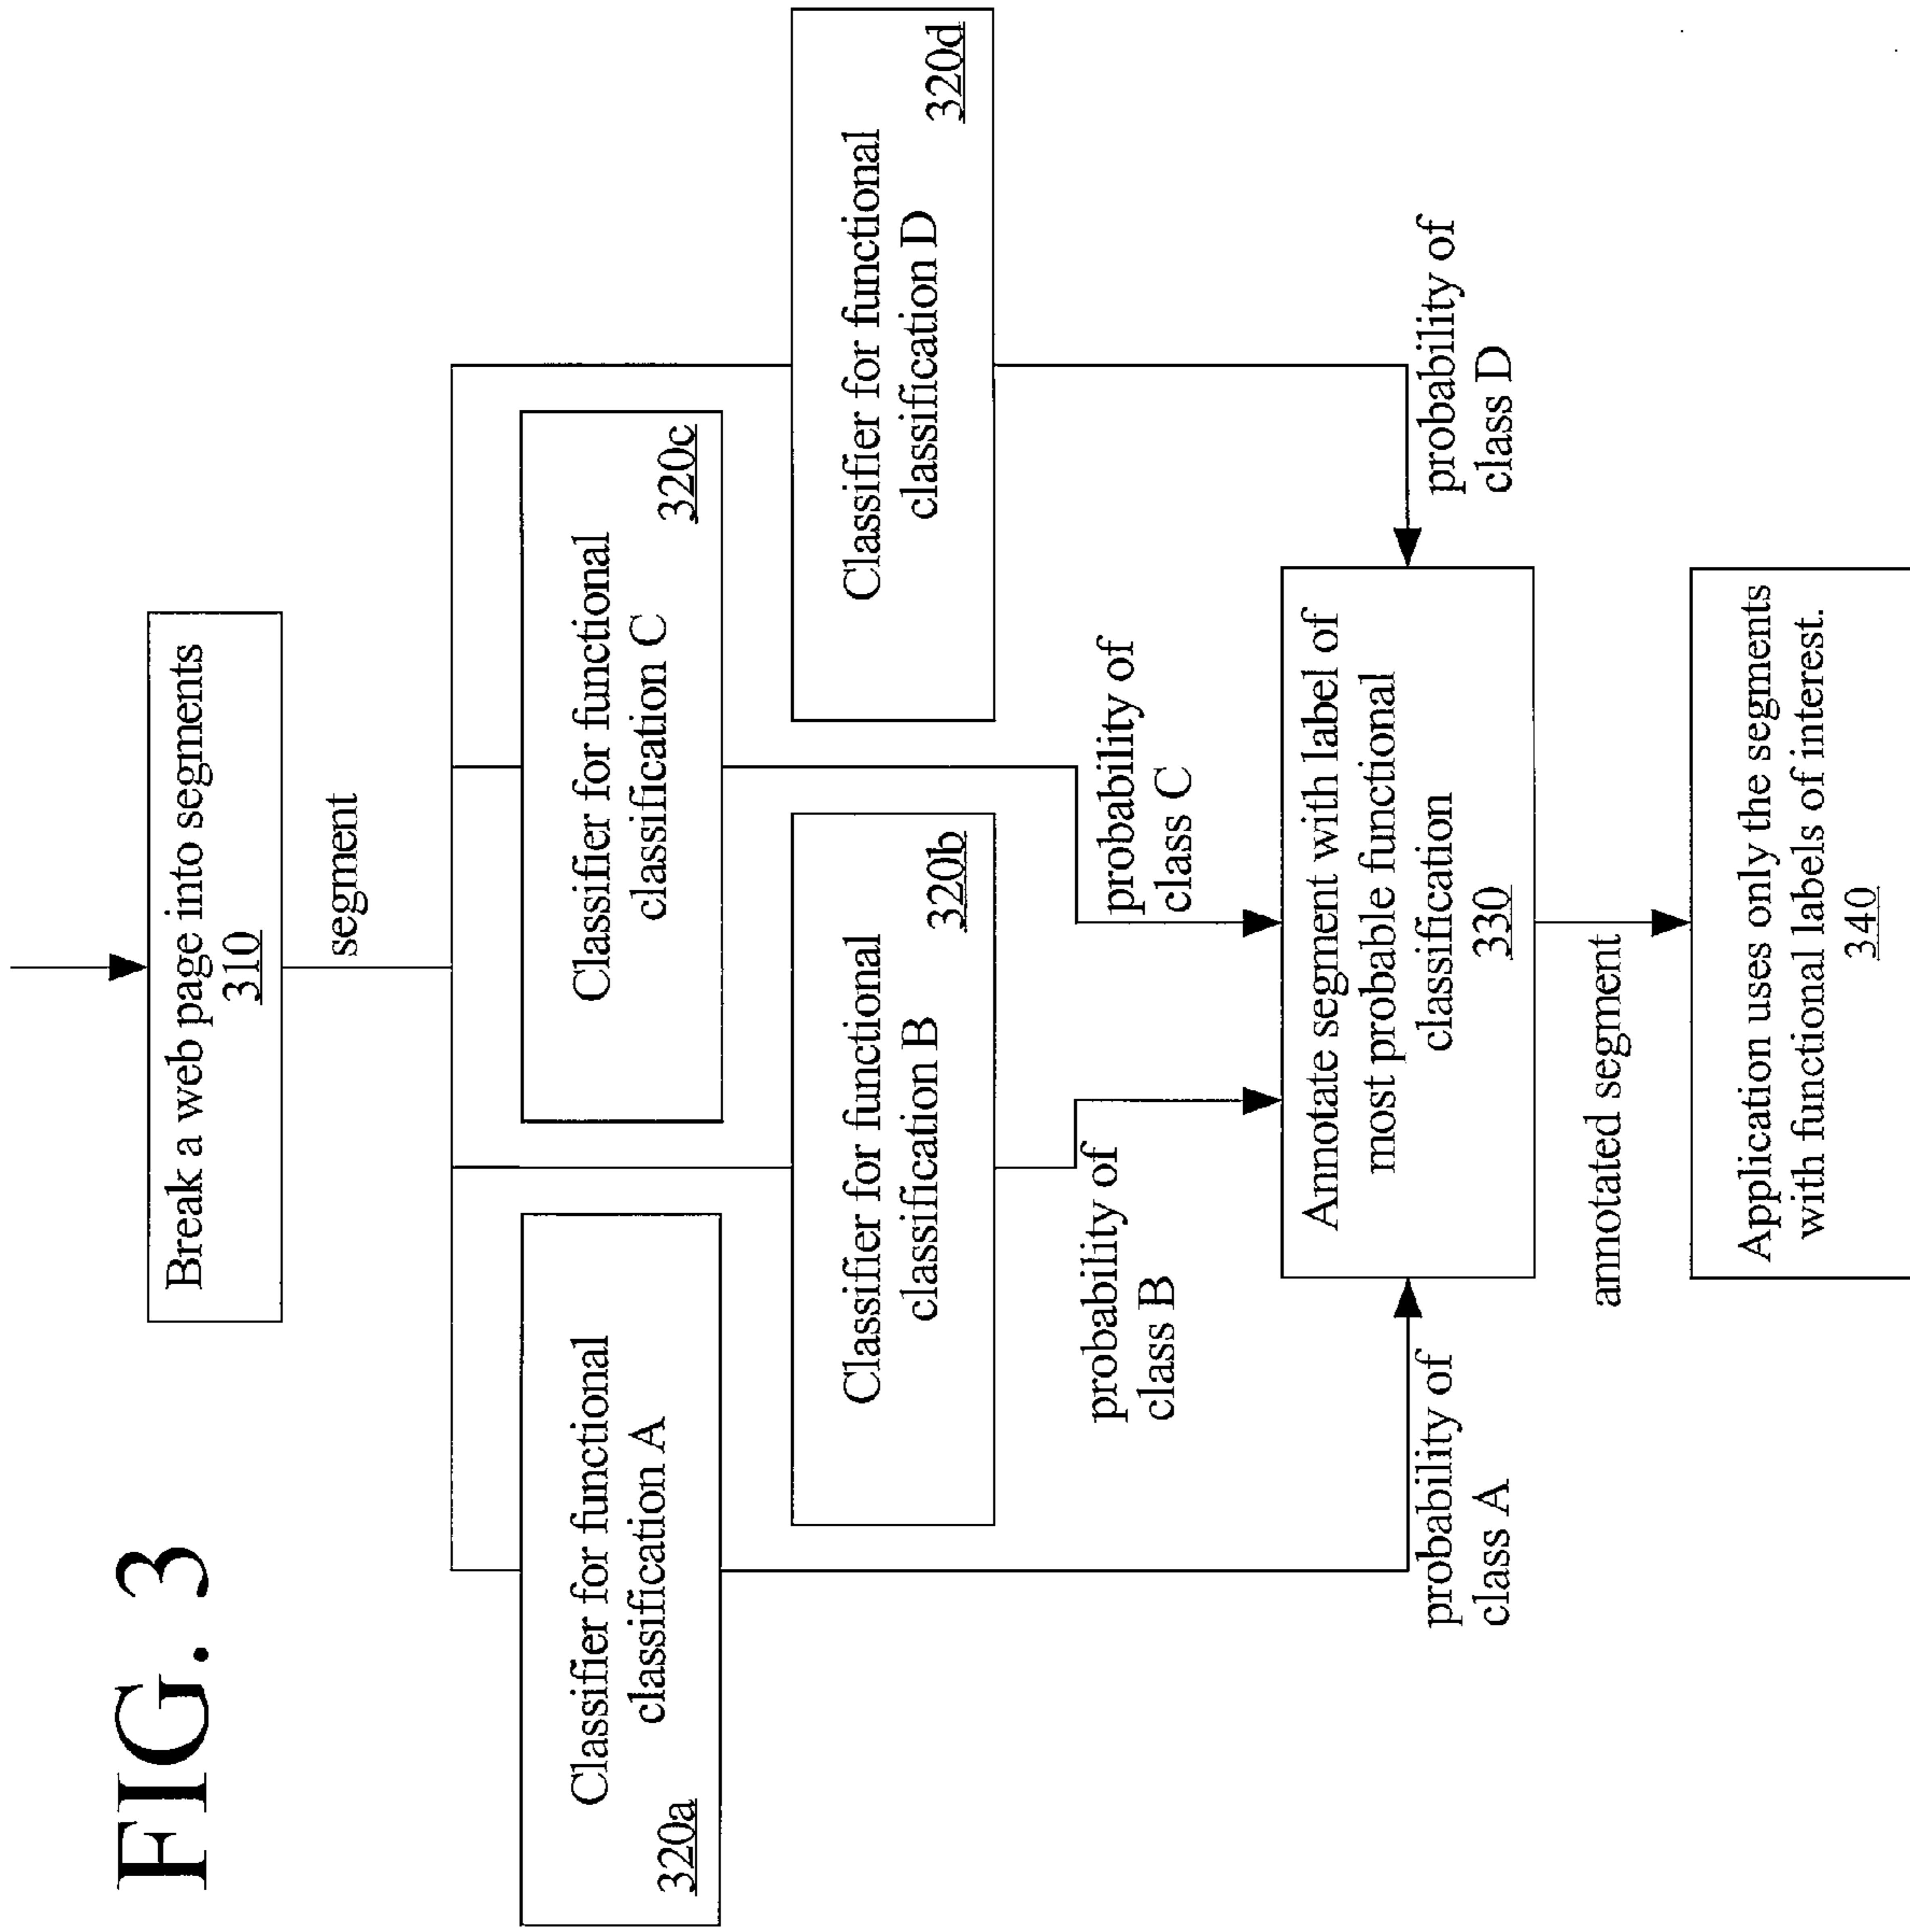 FIG. 3
Break a web page into segments
310
segment
Classifier for functional
classification A
320a
Classifier for functional
classification B
320b
Classifier for functional
classification C
320c
Classifier for functional
classification D
320d
probability of
class A
probability of
class B
probability of
class C
probability of
class D
Annotate segment with label of
most probable functional
classification
330
annotated segment
Application uses only the segments
with functional labels of interest.
340